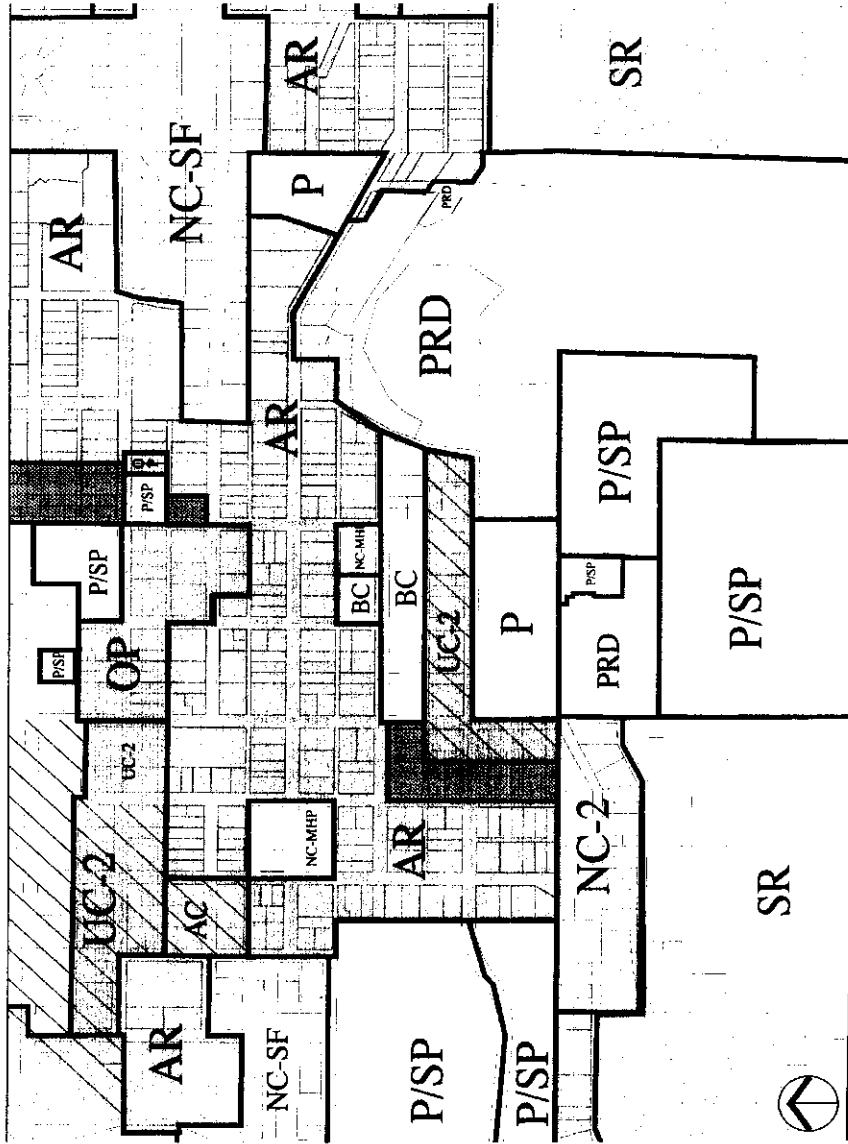 P/SP
AR
UC-2
P/SP
OP
UC-2
P/SP
AR
NC-SF
AC
NC-SF
AR
AR
P
NC-MHP
BC
NC-MHP
BC
AR
P/SP
PRD
PRD
UC-2
P
P/SP
NC-2
P/SP
PRD
P/SP
SR
P/SP
SR